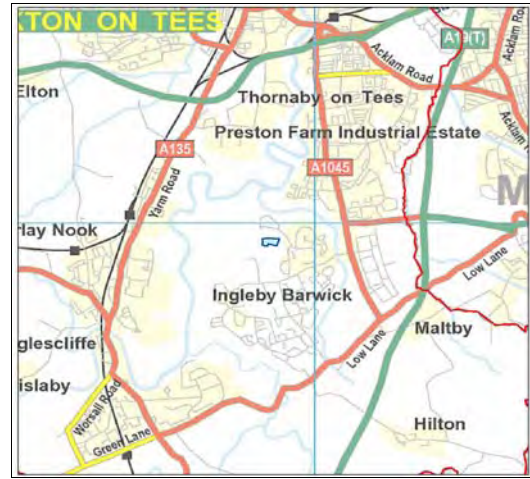 KTON ON TEES
A19(T)
Acklam Road
Elton
Thornaby on Tees
Preston Farm Industrial Estate
Acklam
A135
A1045
M
Yarm Road
rlay Nook
Low Lane
Ingleby Barwick
Maltby
glescliffe
Low Lane
islaby
Worsall Road
Hilton
Green Lane